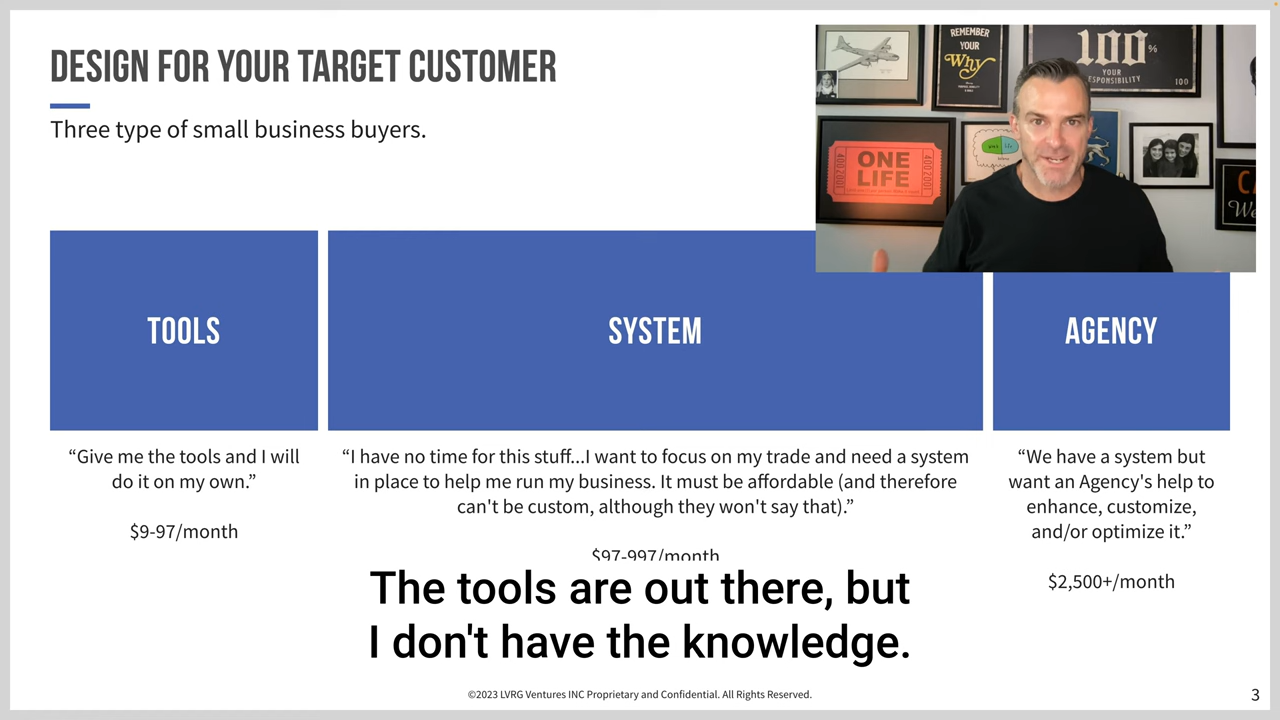 DESIGN FOR YOUR TARGET CUSTOMER
Three type of small business buyers.
REMEMBER
YOUR
Why
100%
YOUR
RESPONSIBILITY
100
4002001
ONE
LIFE
4002001
TOOLS
SYSTEM
AGENCY
“Give me the tools and I will
do it on my own.”
$9-97/month
“I have no time for this stuff...I want to focus on my trade and need a system
in place to help me run my business. It must be affordable (and therefore
can't be custom, although they won't say that).”
$97-997/month
“We have a system but
want an Agency's help to
enhance, customize,
and/or optimize it.”
$2,500+/month
The tools are out there, but
I don't have the knowledge.
©2023 LVRG Ventures INC Proprietary and Confidential. All Rights Reserved.
3